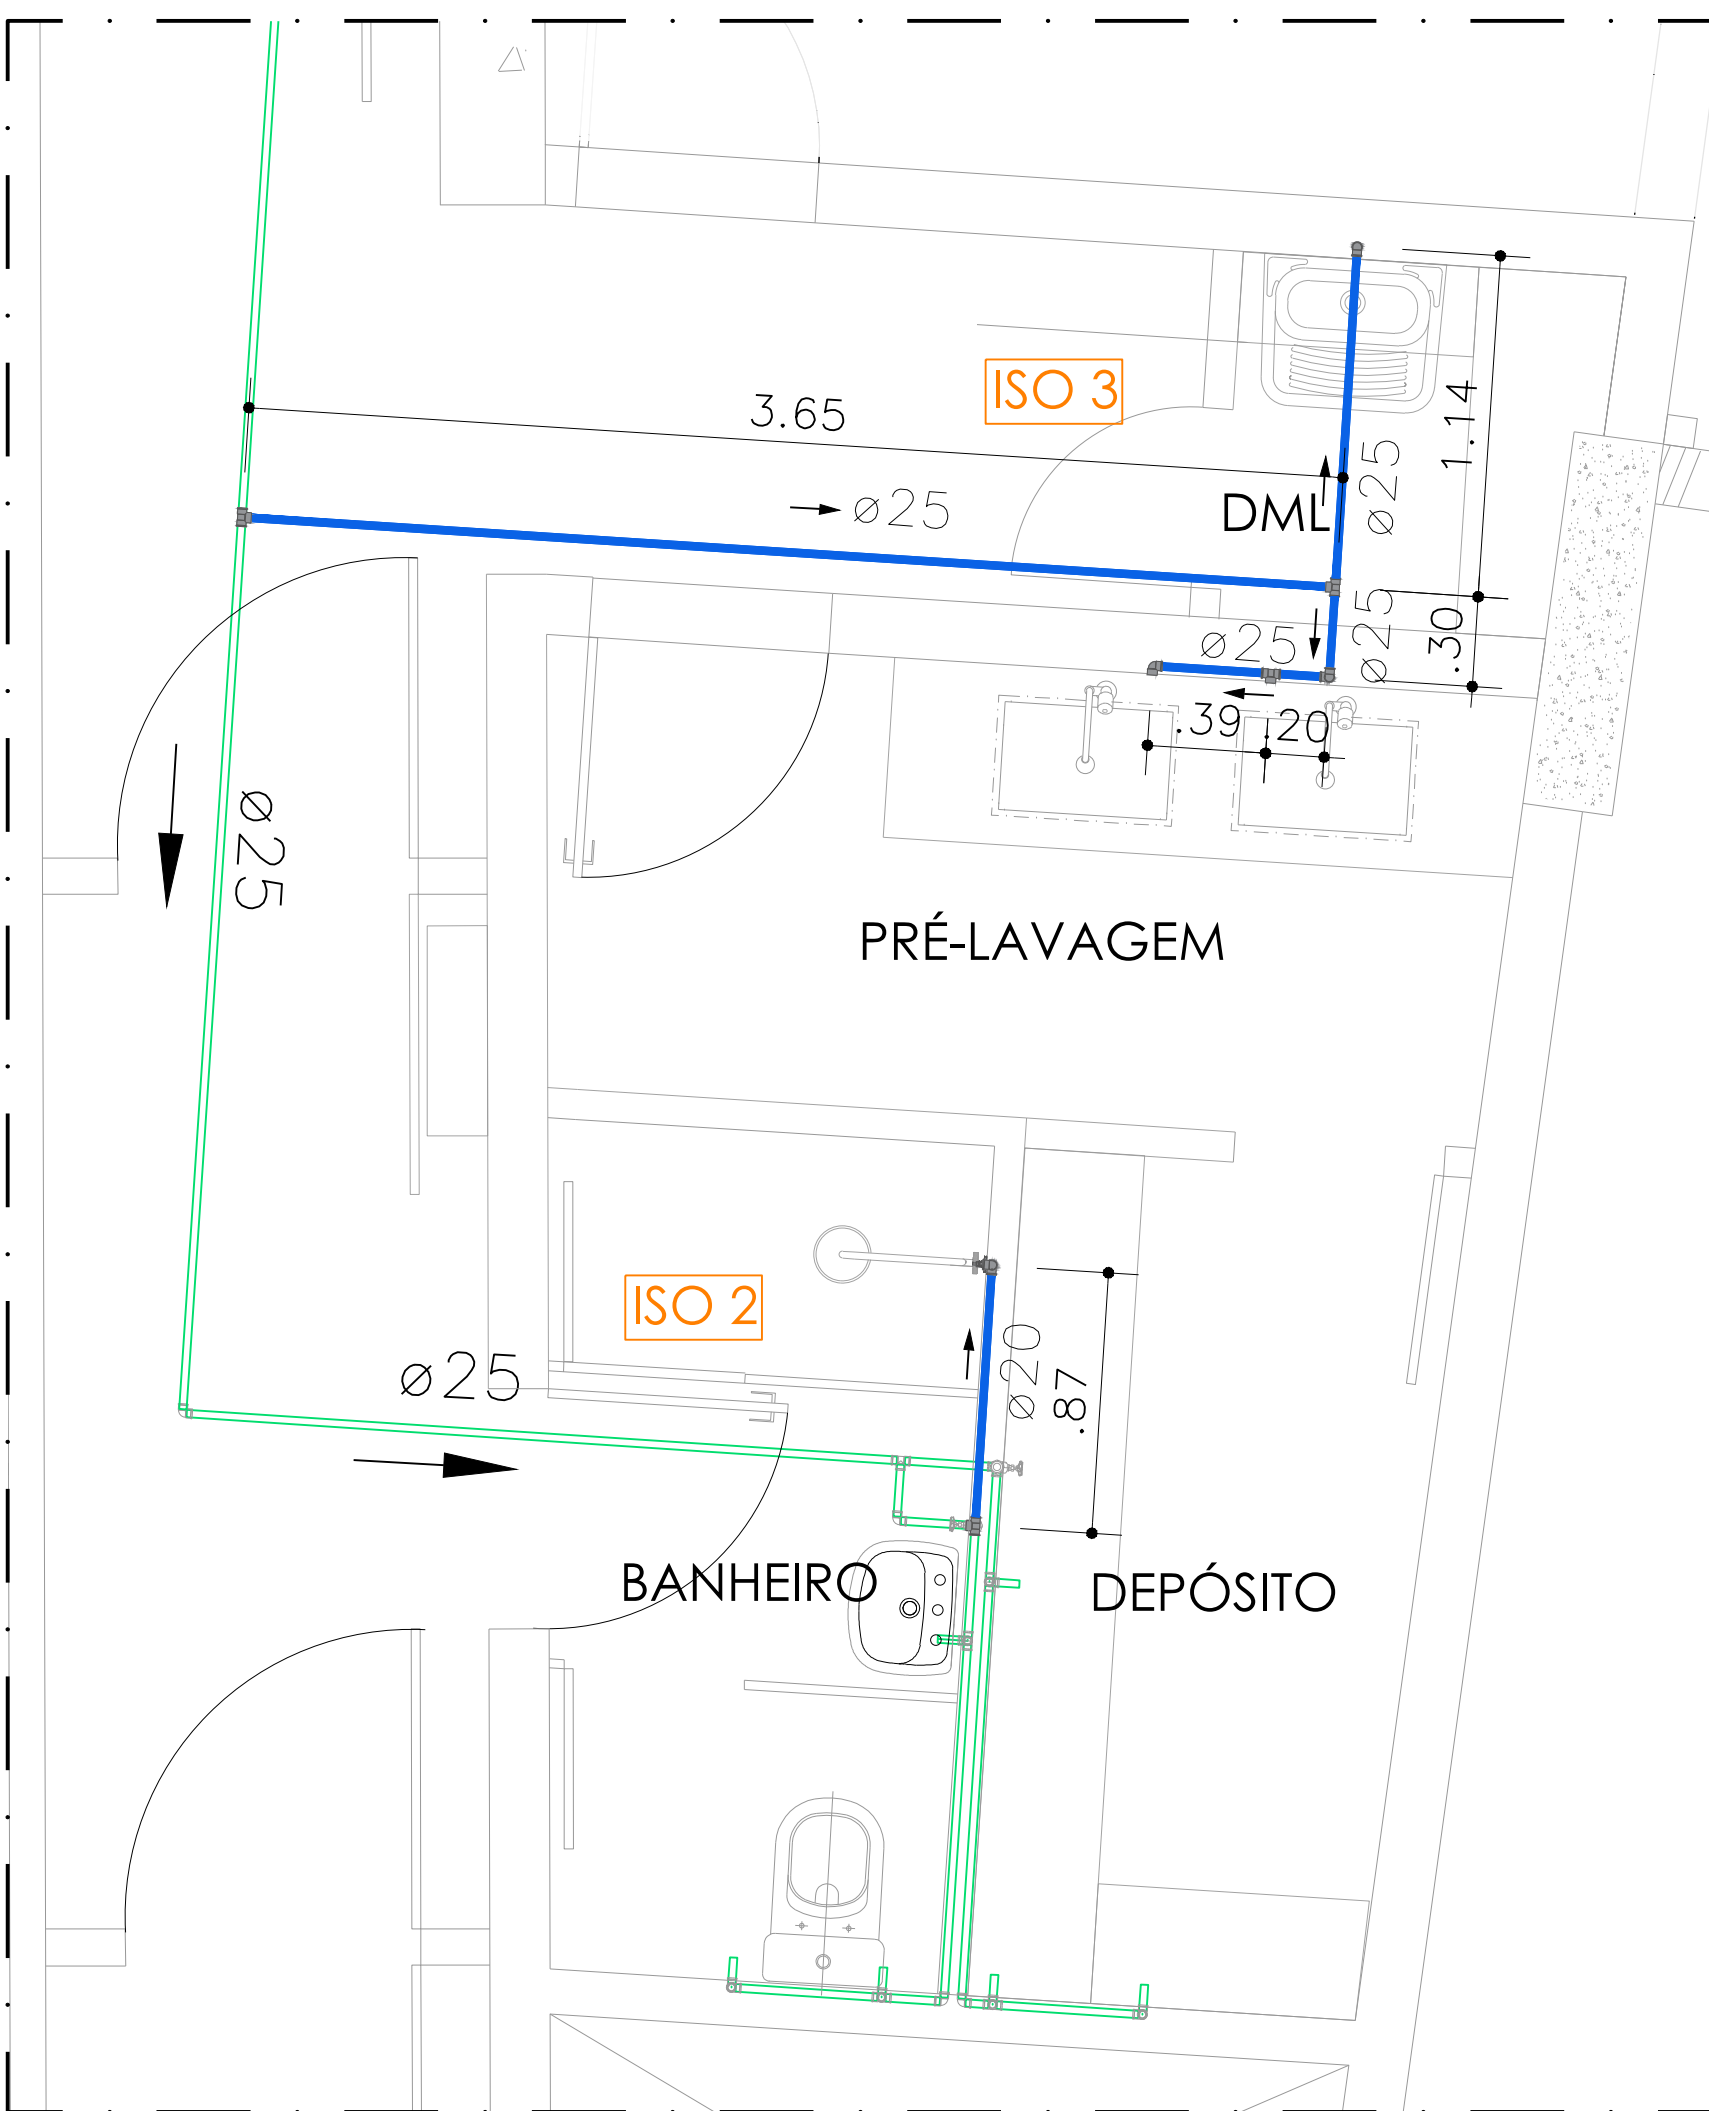 ISO 3
3.65
1.14
ø25
ø25
DML
ø25
ø25
.30
.39
.20
ø25
PRÉ-LAVAGEM
ISO 2
ø20
.87
ø25
BANHEIRO
DEPÓSITO